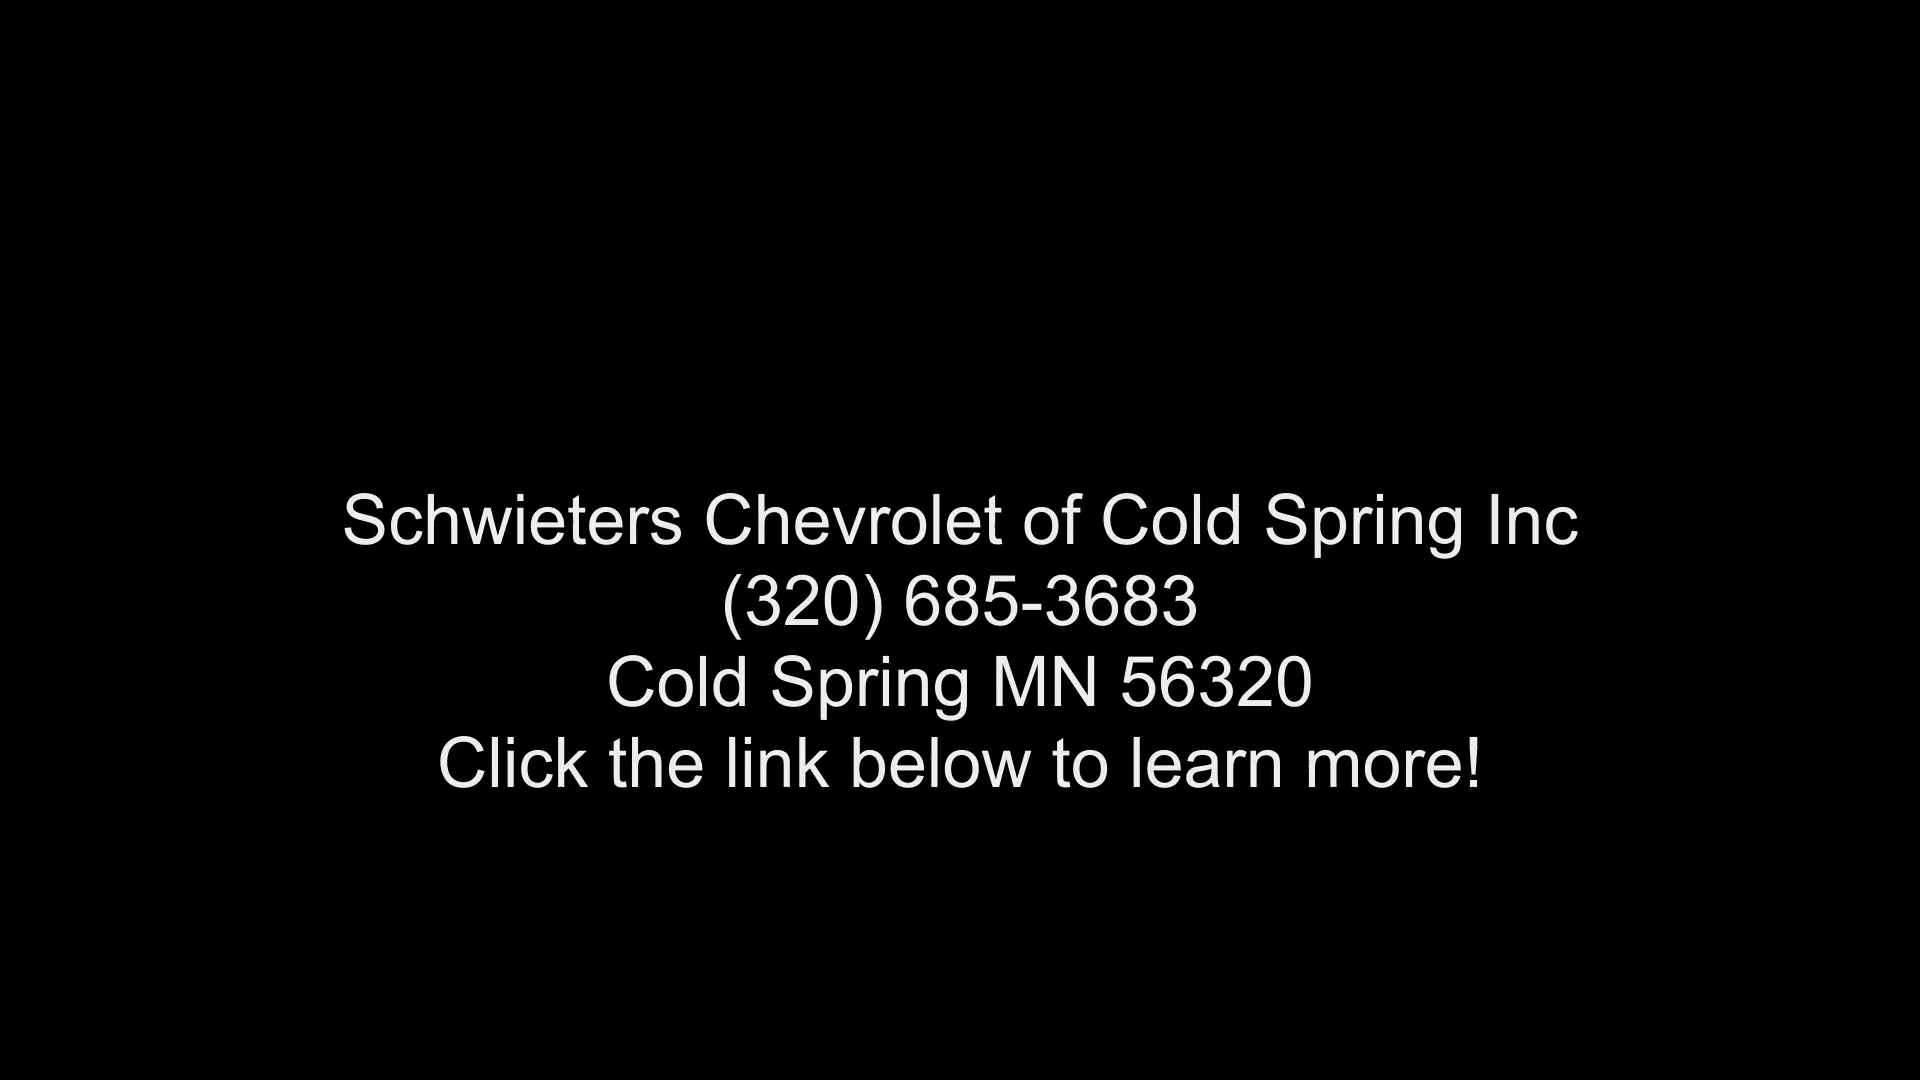 Schwieters Chevrolet of Cold Spring Inc
(320) 685-3683
Cold Spring MN 56320
Click the link below to learn more!